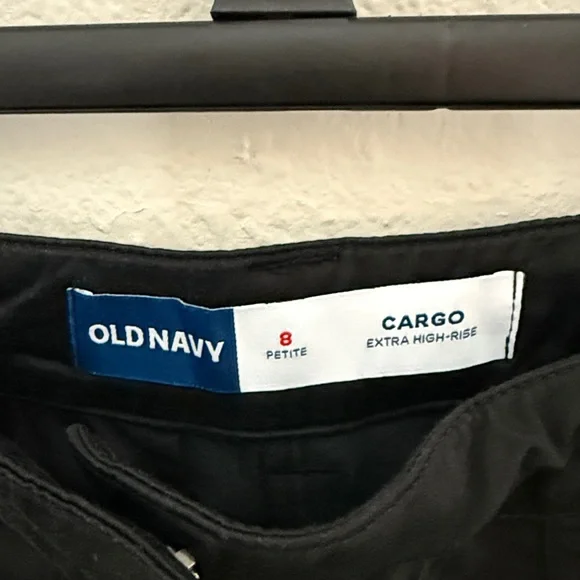 OLD NAVY
8
PETITE
CARGO
EXTRA HIGH-RISE